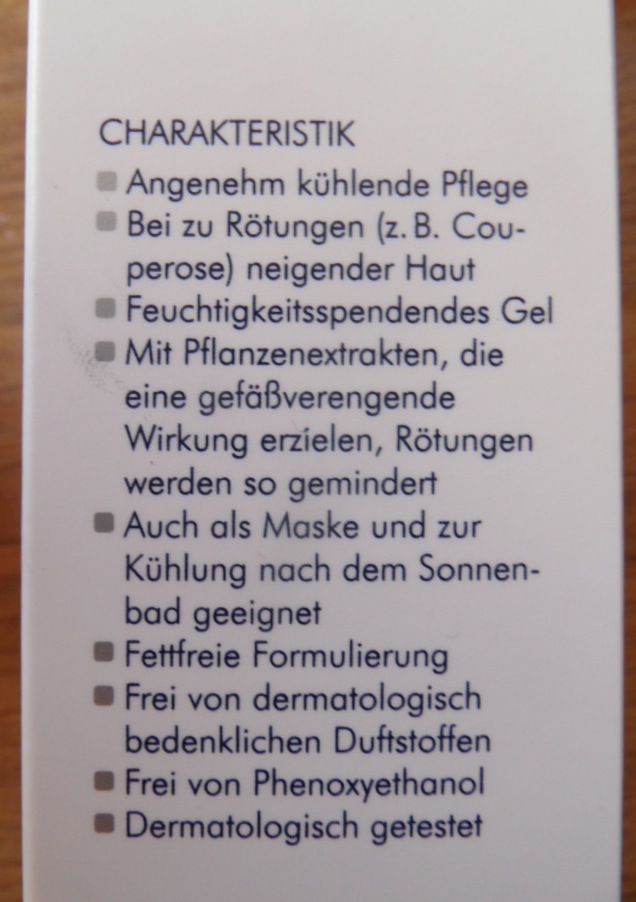 CHARAKTERISTIK
Angenehm kühlende Pflege
Bei zu Rötungen (z. B. Cou-
perose) neigender Haut
Feuchtigkeitsspendendes Gel
Mit Pflanzenextrakten, die
eine gefäßverengende
Wirkung erzielen, Rötungen
werden so gemindert
Auch als Maske und zur
Kühlung nach dem Sonnen-
bad geeignet
Fettfreie Formulierung
Frei von dermatologisch
bedenklichen Duftstoffen
Frei von Phenoxyethanol
Dermatologisch getestet